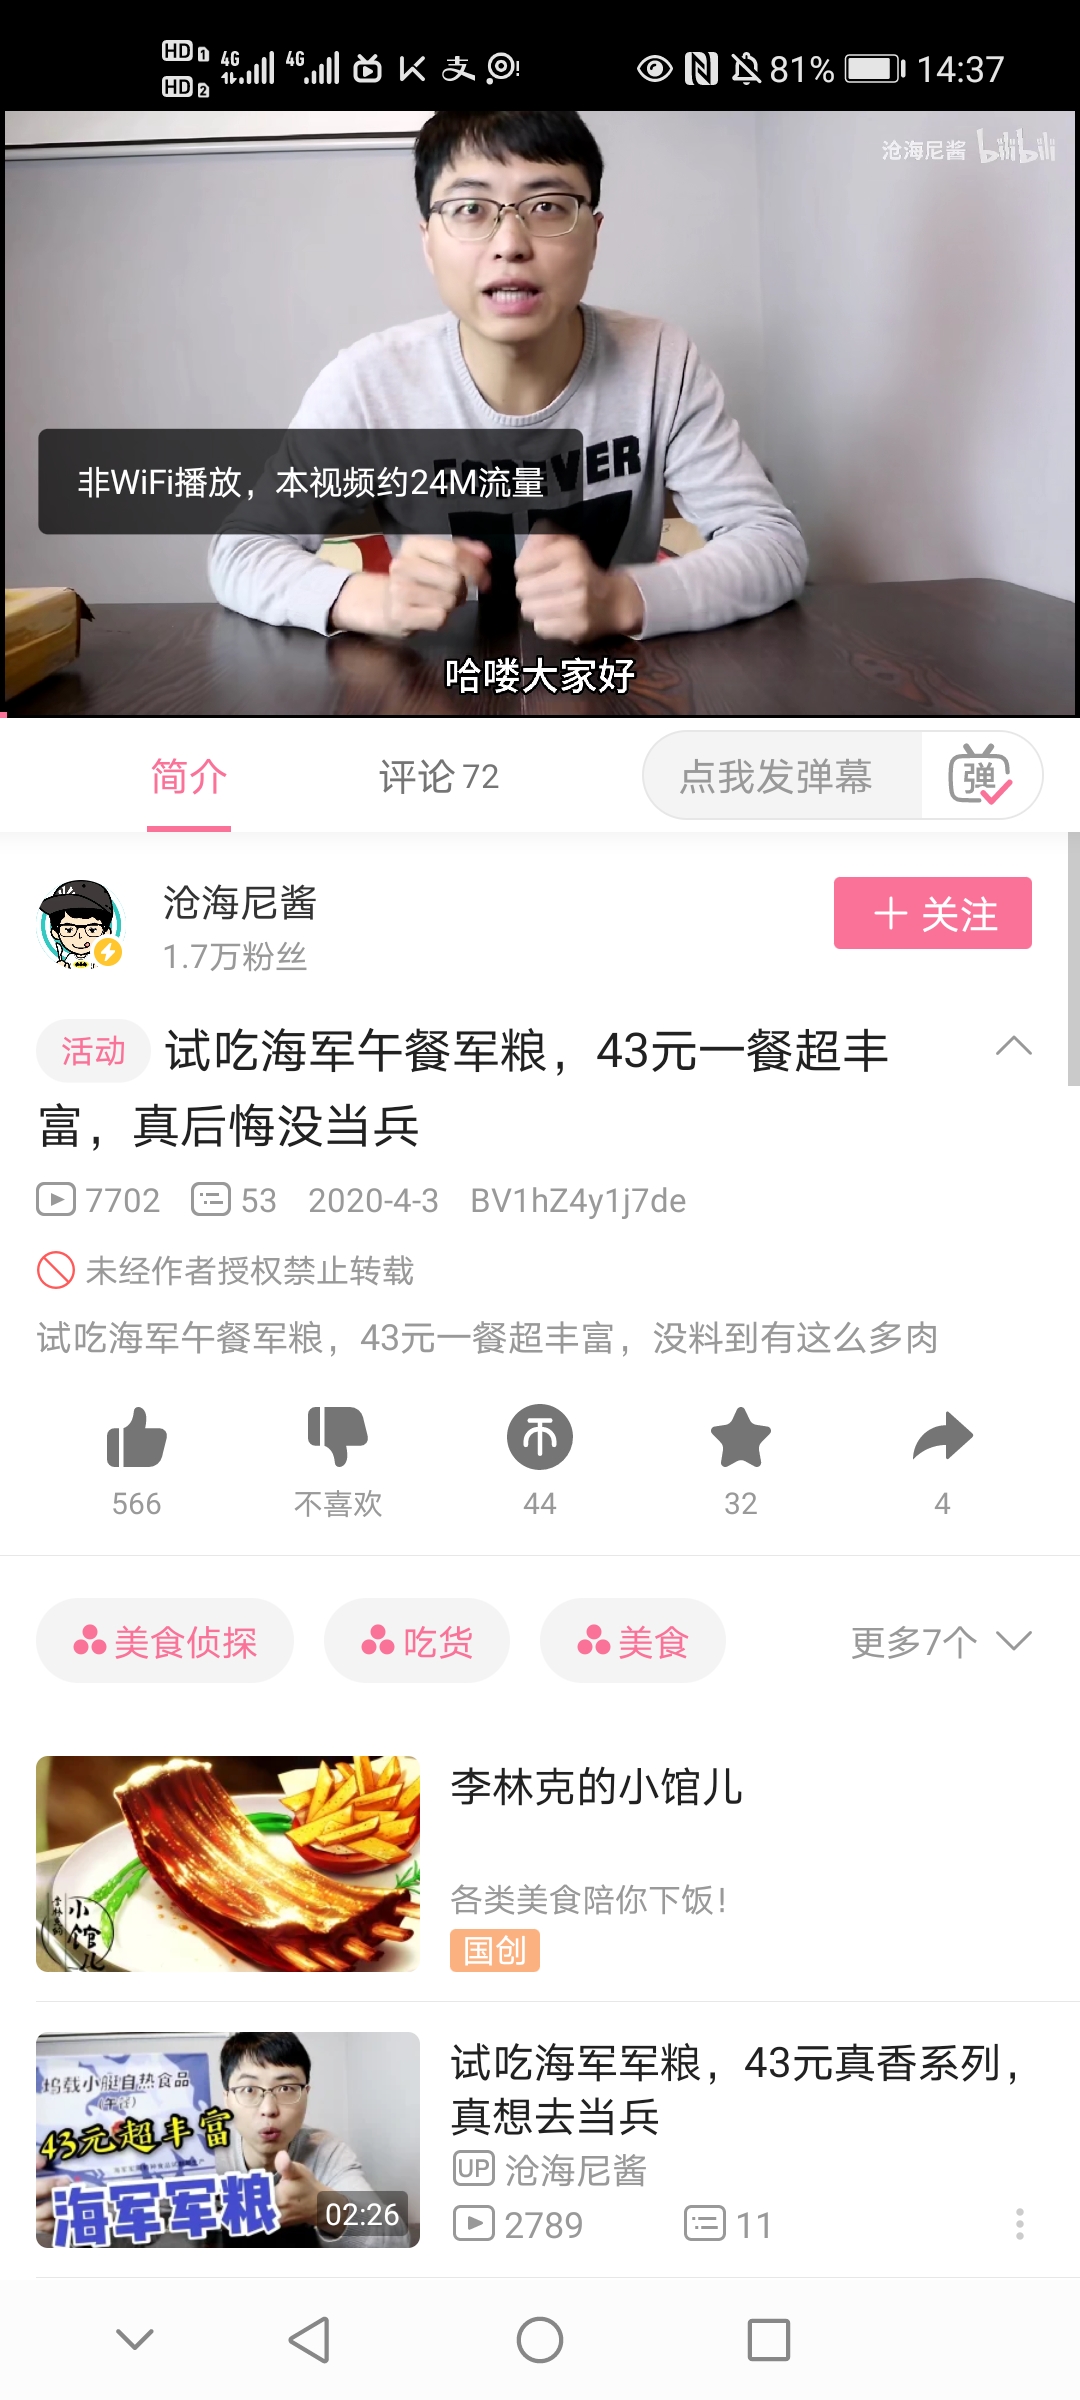 HD 1 4G 4G 81% 14:37
HD 2
沧海尼酱 bilibili
FOREVER
非WiFi播放，本视频约24M流量
哈喽大家好
简介 评论 72 点我发弹幕 弹
沧海尼酱
1.7万粉丝
关注
活动 试吃海军午餐军粮，43元一餐超丰
富，真后悔没当兵
7702 53 2020-4-3 BV1hZ4y1j7de
未经作者授权禁止转载
试吃海军午餐军粮，43元一餐超丰富，没料到有这么多肉
566 不喜欢 44 32 4
美食侦探 吃货 美食 更多7个
李林克的小馆儿
各类美食陪你下饭！
国创
小馆儿
试吃海军军粮，43元真香系列，
真想去当兵
UP 沧海尼酱
2789 11
坞载小艇自热食品
(午餐)
43元超丰富
海军军粮
02:26